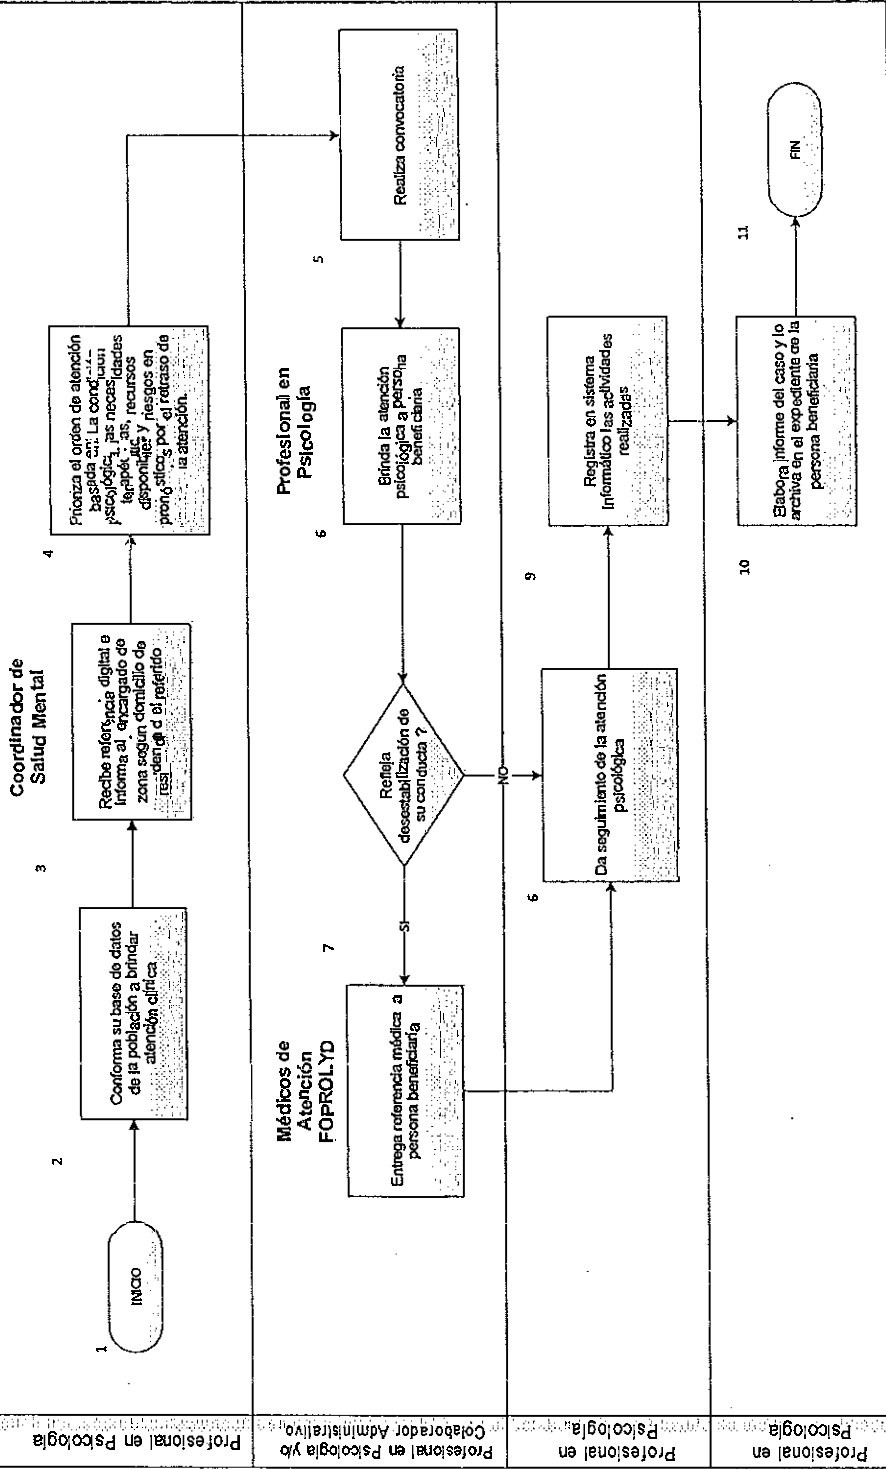 Profesional en Psicología
1
INICIO
2
Conforma su base de datos
de la población a brindar
atención clínica
3
Coordinador de
Salud Mental
Recibe referencia digital e
Informa al encargado de
zona según domicilio de
residencia d el referido
4
Prioriza el orden de atención
basada en: La condición
psicológica, las necesidades
terapéuticas, recursos
disponibles y riesgos en
pronósticos por el retraso de
la atención.
Profesional en Psicología y/o
Colaborador Administrativo
5
Realiza convocatoria
Profesional en
Psicología
6
Brinda la atención
psicológica a persona
beneficiaria
Refleja
desestabilización de
su conducta ?
SI
NO
7
Médicos de
Atención
FOPROLYD
Entrega referencia médica a
persona beneficiaria
Profesional en
Psicología
6
Da seguimiento de la atención
psicológica
9
Registra en sistema
Informático las actividades
realizadas
Profesional en
Psicología
10
Elabora informe del caso y lo
archiva en el expediente de la
persona beneficiaria
11
FIN